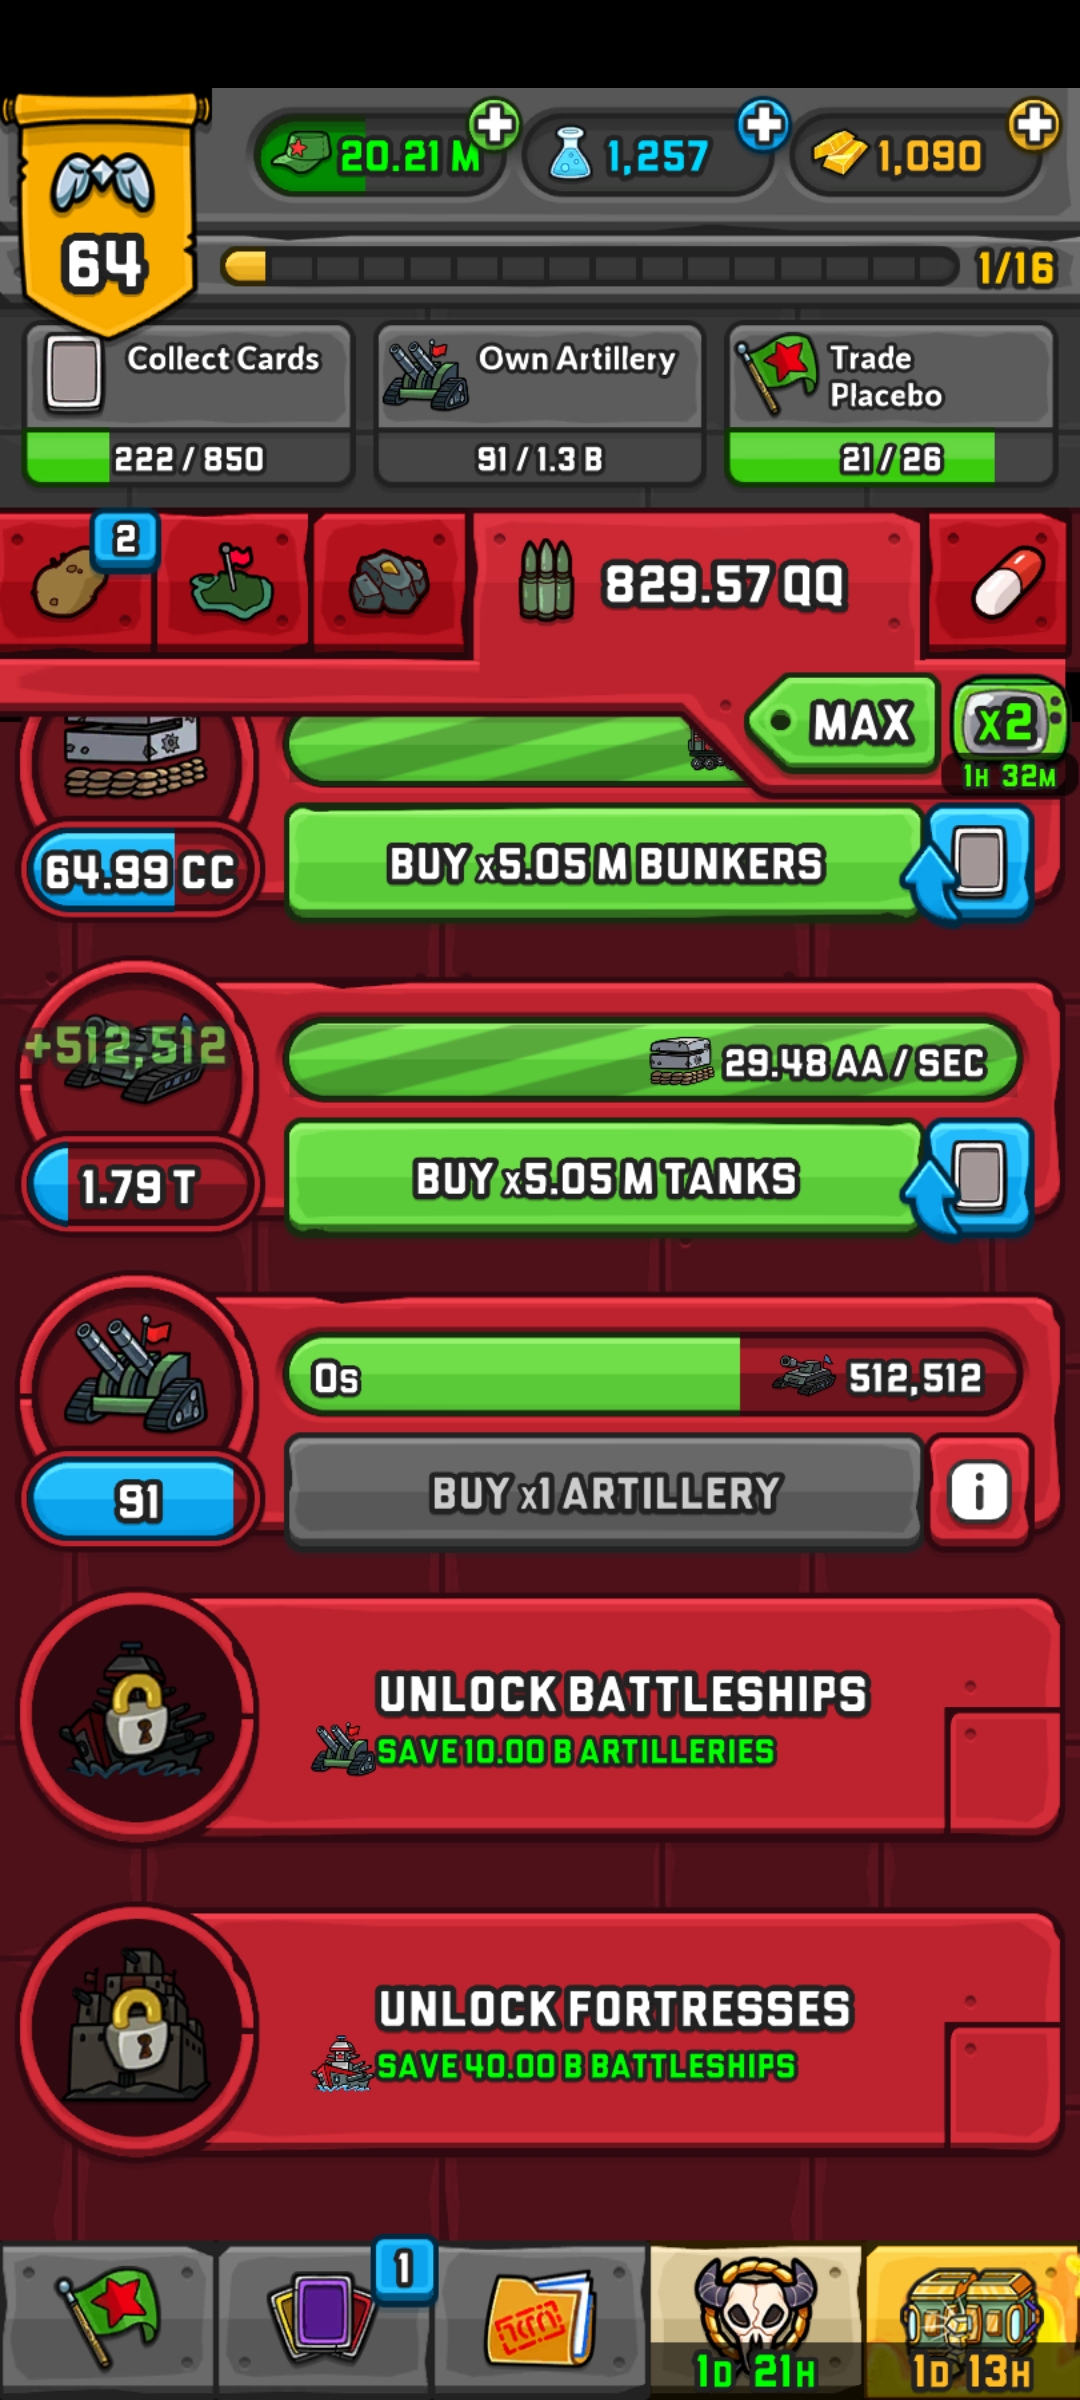 20.21 M
1,257
1,090
64
1/16
Collect Cards
222 / 850
Own Artillery
91 / 1.3 B
Trade
Placebo
21 / 26
2
829.57 QQ
MAX
x2
1H 32M
64.99 CC
BUY x5.05 M BUNKERS
+512,512
29.48 AA / SEC
1.79 T
BUY x5.05 M TANKS
0s
512,512
91
BUY x1 ARTILLERY
i
UNLOCK BATTLESHIPS
SAVE 10.00 B ARTILLERIES
UNLOCK FORTRESSES
SAVE 40.00 B BATTLESHIPS
1
1D 21H
1D 13H